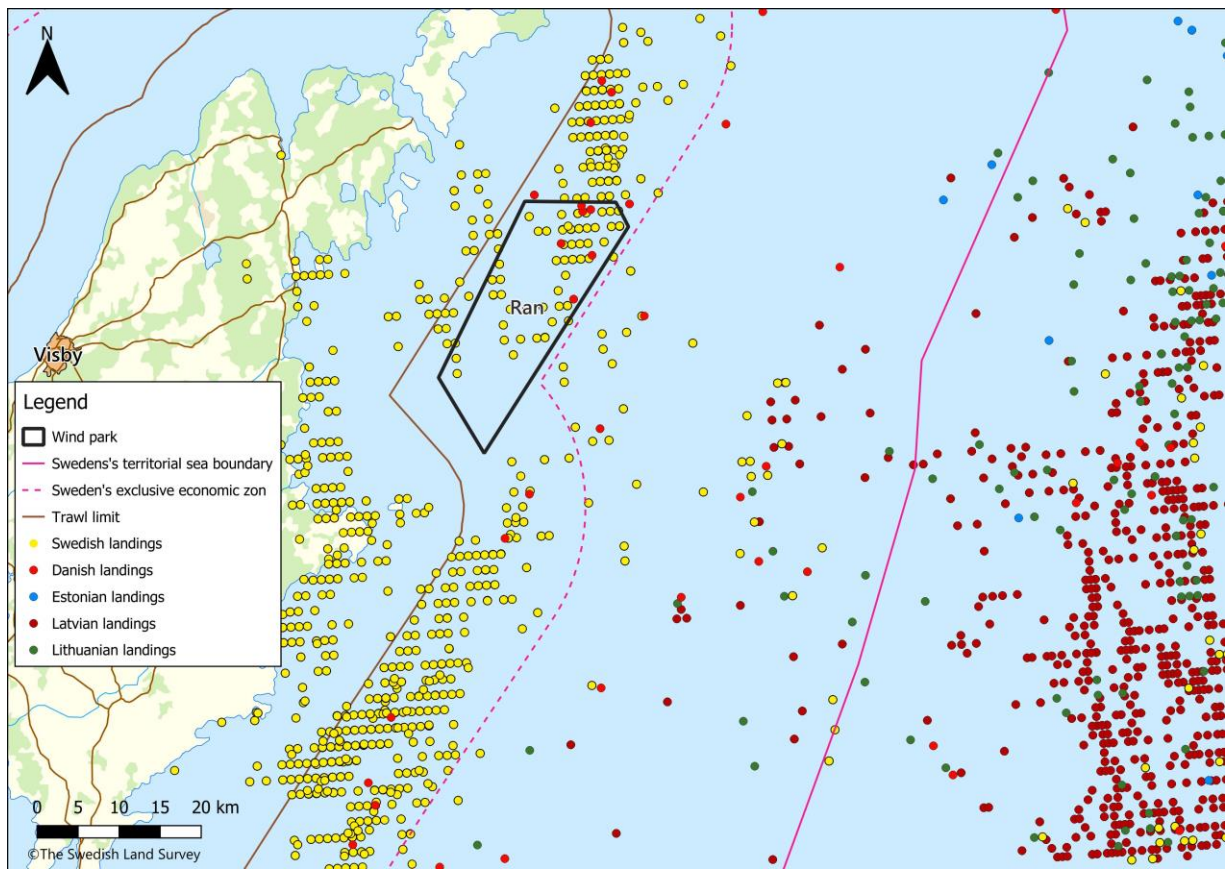 N
Ran
Visby
Legend
Wind park
Swedens's territorial sea boundary
Sweden's exclusive economic zon
Trawl limit
Swedish landings
Danish landings
Estonian landings
Latvian landings
Lithuanian landings
0 5 10 15 20 km
©The Swedish Land Survey